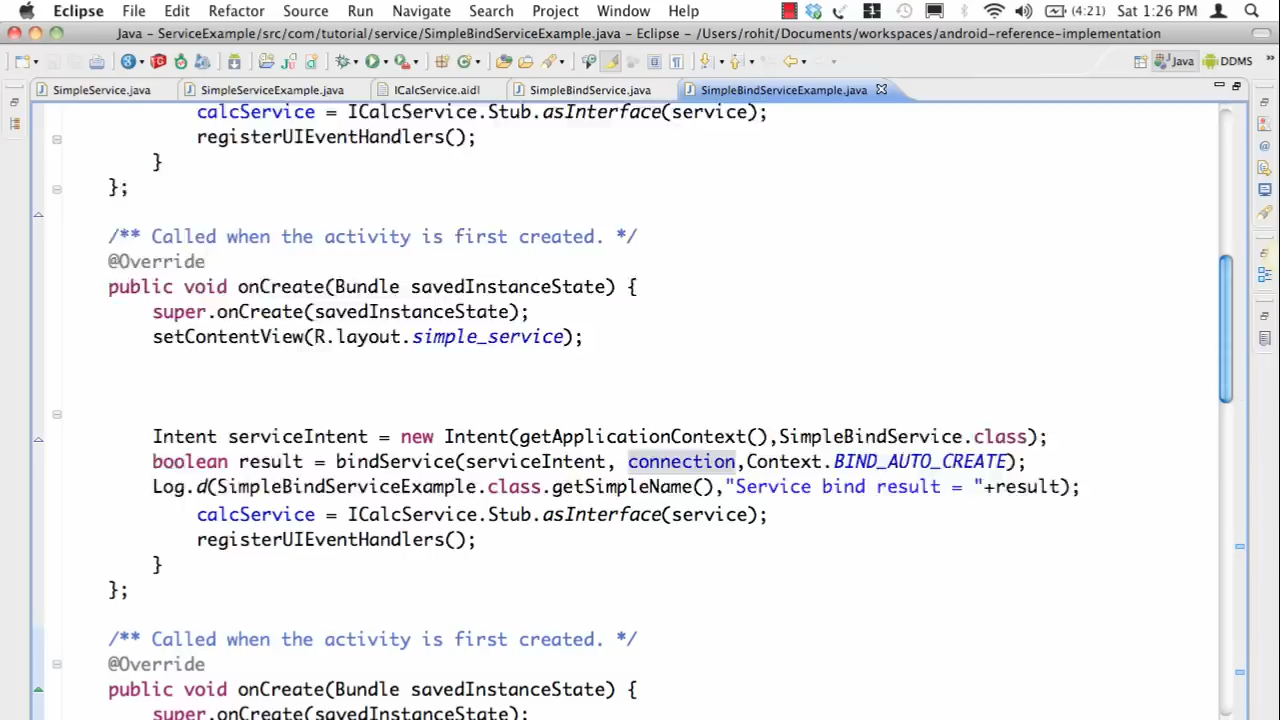 Eclipse File Edit Refactor Source Run Navigate Search Project Window Help (4:21) Sat 1:26 PM
Java - ServiceExample/src/com/tutorial/service/SimpleBindServiceExample.java - Eclipse - /Users/rohit/Documents/workspaces/android-reference-implementation
Java DDMS
SimpleService.java SimpleServiceExample.java ICalcService.aidl SimpleBindService.java SimpleBindServiceExample.java
calcService = ICalcService.Stub.asInterface(service);
registerUIEventHandlers();
}
};
/** Called when the activity is first created. */
@Override
public void onCreate(Bundle savedInstanceState) {
super.onCreate(savedInstanceState);
setContentView(R.layout.simple_service);
Intent serviceIntent = new Intent(getApplicationContext(),SimpleBindService.class);
boolean result = bindService(serviceIntent, connection,Context.BIND_AUTO_CREATE);
Log.d(SimpleBindServiceExample.class.getSimpleName(),"Service bind result = "+result);
calcService = ICalcService.Stub.asInterface(service);
registerUIEventHandlers();
}
};
/** Called when the activity is first created. */
@Override
public void onCreate(Bundle savedInstanceState) {
super.onCreate(savedInstanceState);